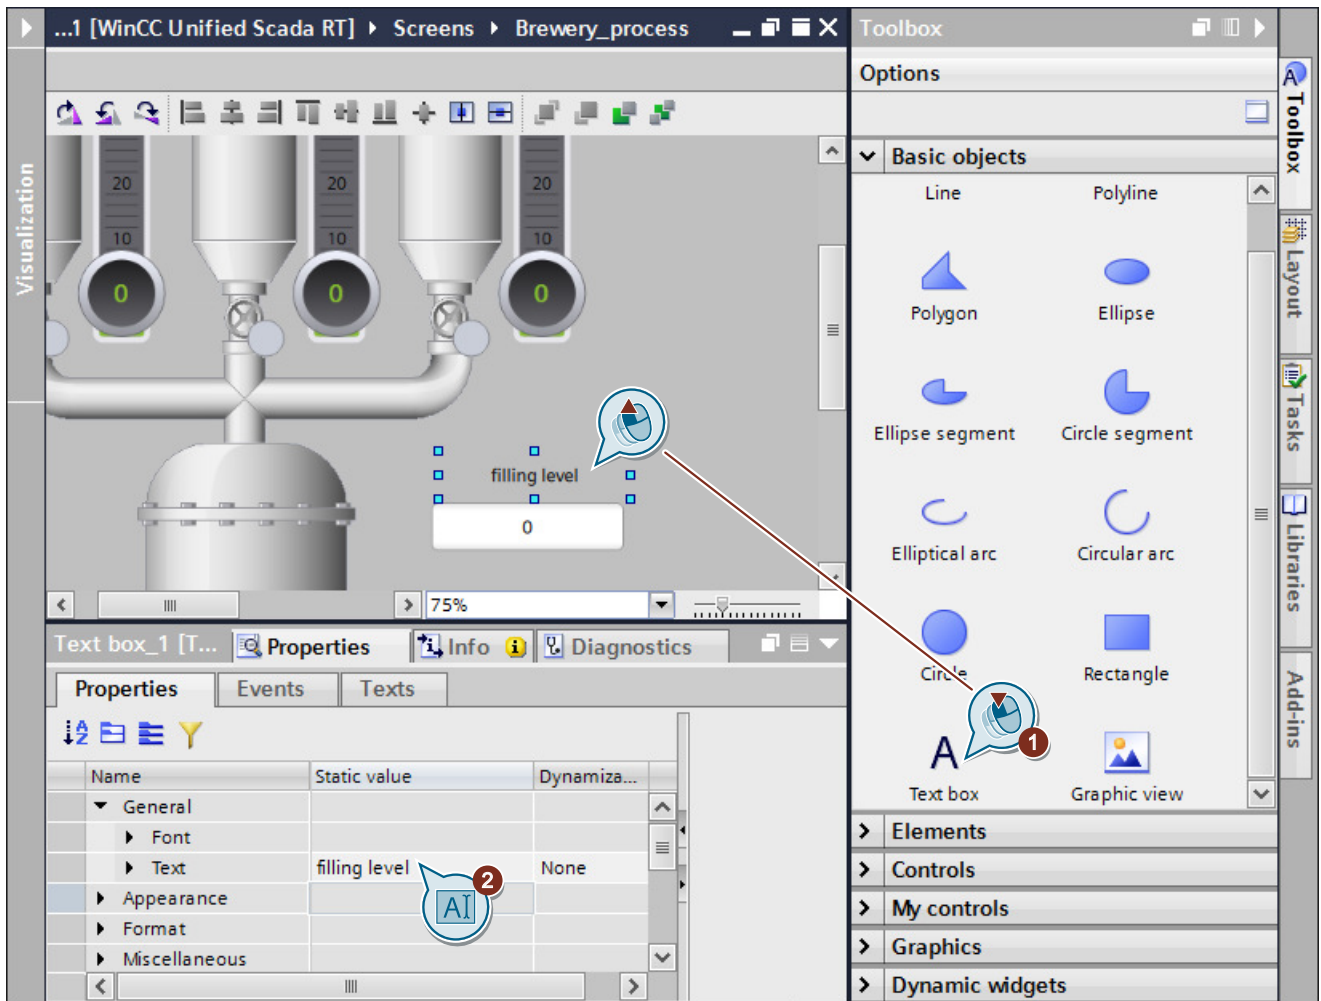 ...1 [WinCC Unified Scada RT] Screens Brewery_process
Visualization
20
20
20
10
10
10
0
0
0
filling level
0
75%
Text box_1 [T...
Properties
Info
Diagnostics
Properties
Events
Texts
Name
Static value
Dynamiza...
General
Font
Text
filling level
None
2
AI
Appearance
Format
Miscellaneous
Toolbox
Options
Basic objects
Line
Polyline
Polygon
Ellipse
Ellipse segment
Circle segment
Elliptical arc
Circular arc
Circle
Rectangle
1
A
Text box
Graphic view
Elements
Controls
My controls
Graphics
Dynamic widgets
Toolbox
Layout
Tasks
Libraries
Add-ins